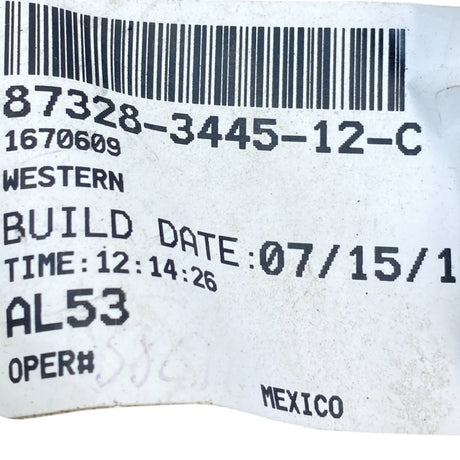 87328-3445-12-C
1670609
WESTERN
BUILD DATE:07/15/1
TIME:12:14:26
AL53
OPER#
MEXICO